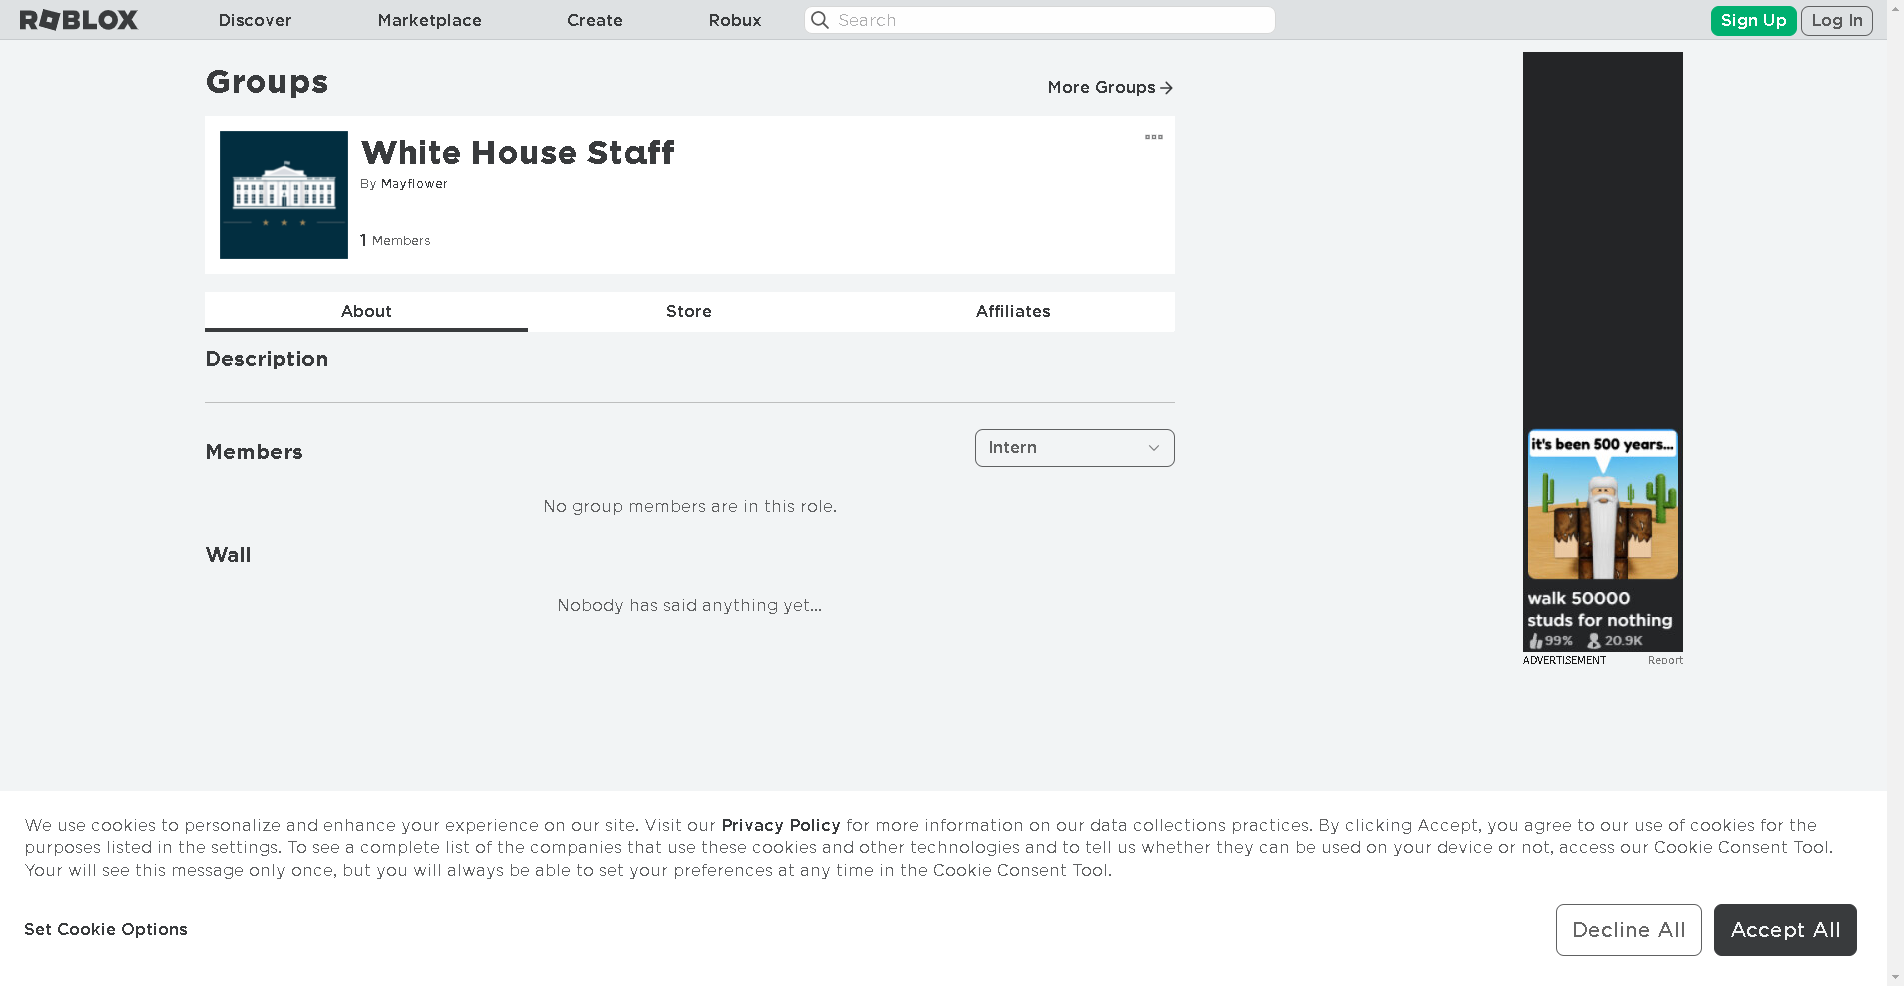 ROBLOX
Discover
Marketplace
Create
Robux
Search
Sign Up
Log In
Groups
More Groups
White House Staff
By Mayflower
1 Members
About
Store
Affiliates
Description
Members
Intern
No group members are in this role.
Wall
Nobody has said anything yet...
it's been 500 years...
walk 50000
studs for nothing
99% 20.9K
ADVERTISEMENT
Report
We use cookies to personalize and enhance your experience on our site. Visit our Privacy Policy for more information on our data collections practices. By clicking Accept, you agree to our use of cookies for the
purposes listed in the settings. To see a complete list of the companies that use these cookies and other technologies and to tell us whether they can be used on your device or not, access our Cookie Consent Tool.
Your will see this message only once, but you will always be able to set your preferences at any time in the Cookie Consent Tool.
Set Cookie Options
Decline All
Accept All